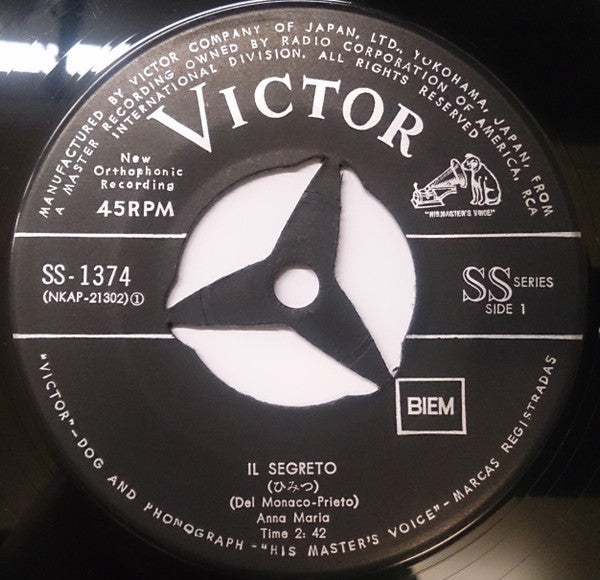 MANUFACTURED BY VICTOR COMPANY OF JAPAN, LTD., YOKOHAMA, JAPAN, FROM
A MASTER RECORDING OWNED BY RADIO CORPORATION OF AMERICA, RCA
INTERNATIONAL DIVISION. ALL RIGHTS RESERVED
VICTOR
New
Orthophonic
Recording
45RPM
"HIS MASTER'S VOICE"
SS-1374
(NKAP-21302)①
SS SERIES
SIDE 1
BIEM
IL SEGRETO
(ひみつ)
(Del Monaco-Prieto)
Anna Maria
Time 2: 42
"VICTOR"-DOG AND PHONOGRAPH-"HIS MASTER'S VOICE"-MARCAS REGISTRADAS